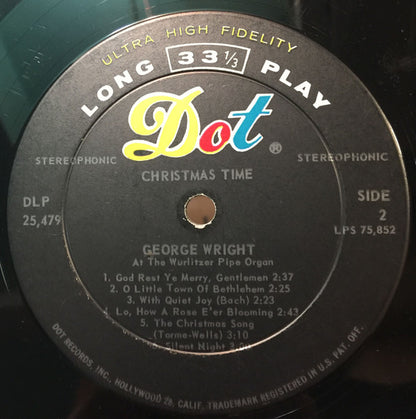 ULTRA HIGH FIDELITY
LONG 33 1/3 PLAY
Dot ®
STEREOPHONIC STEREOPHONIC
CHRISTMAS TIME
DLP SIDE
25,479 2
LPS 75,852
GEORGE WRIGHT
At The Wurlitzer Pipe Organ
1. God Rest Ye Merry, Gentlemen 2:37
2. O Little Town Of Bethlehem 2:25
3. With Quiet Joy (Bach) 2:23
4. Lo, How A Rose E'er Blooming 2:43
5. The Christmas Song
(Torme-Wells) 3:10
Silent Night
DOT RECORDS, INC., HOLLYWOOD 28, CALIF. TRADEMARK REGISTERED IN U.S. PAT. OFF.